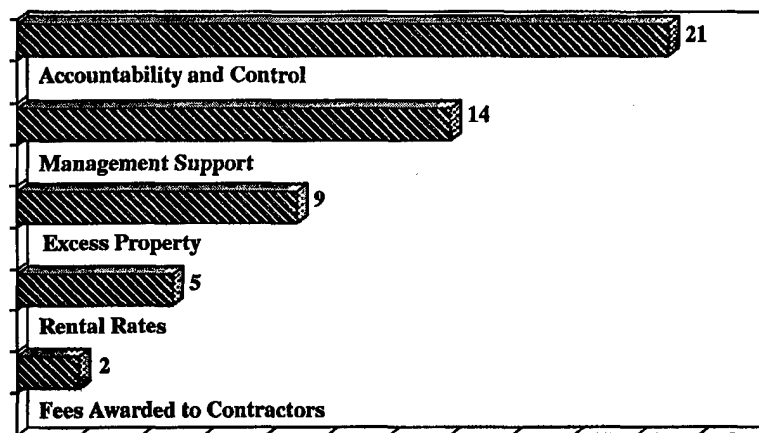 21
Accountability and Control
14
Management Support
9
Excess Property
5
Rental Rates
2
Fees Awarded to Contractors